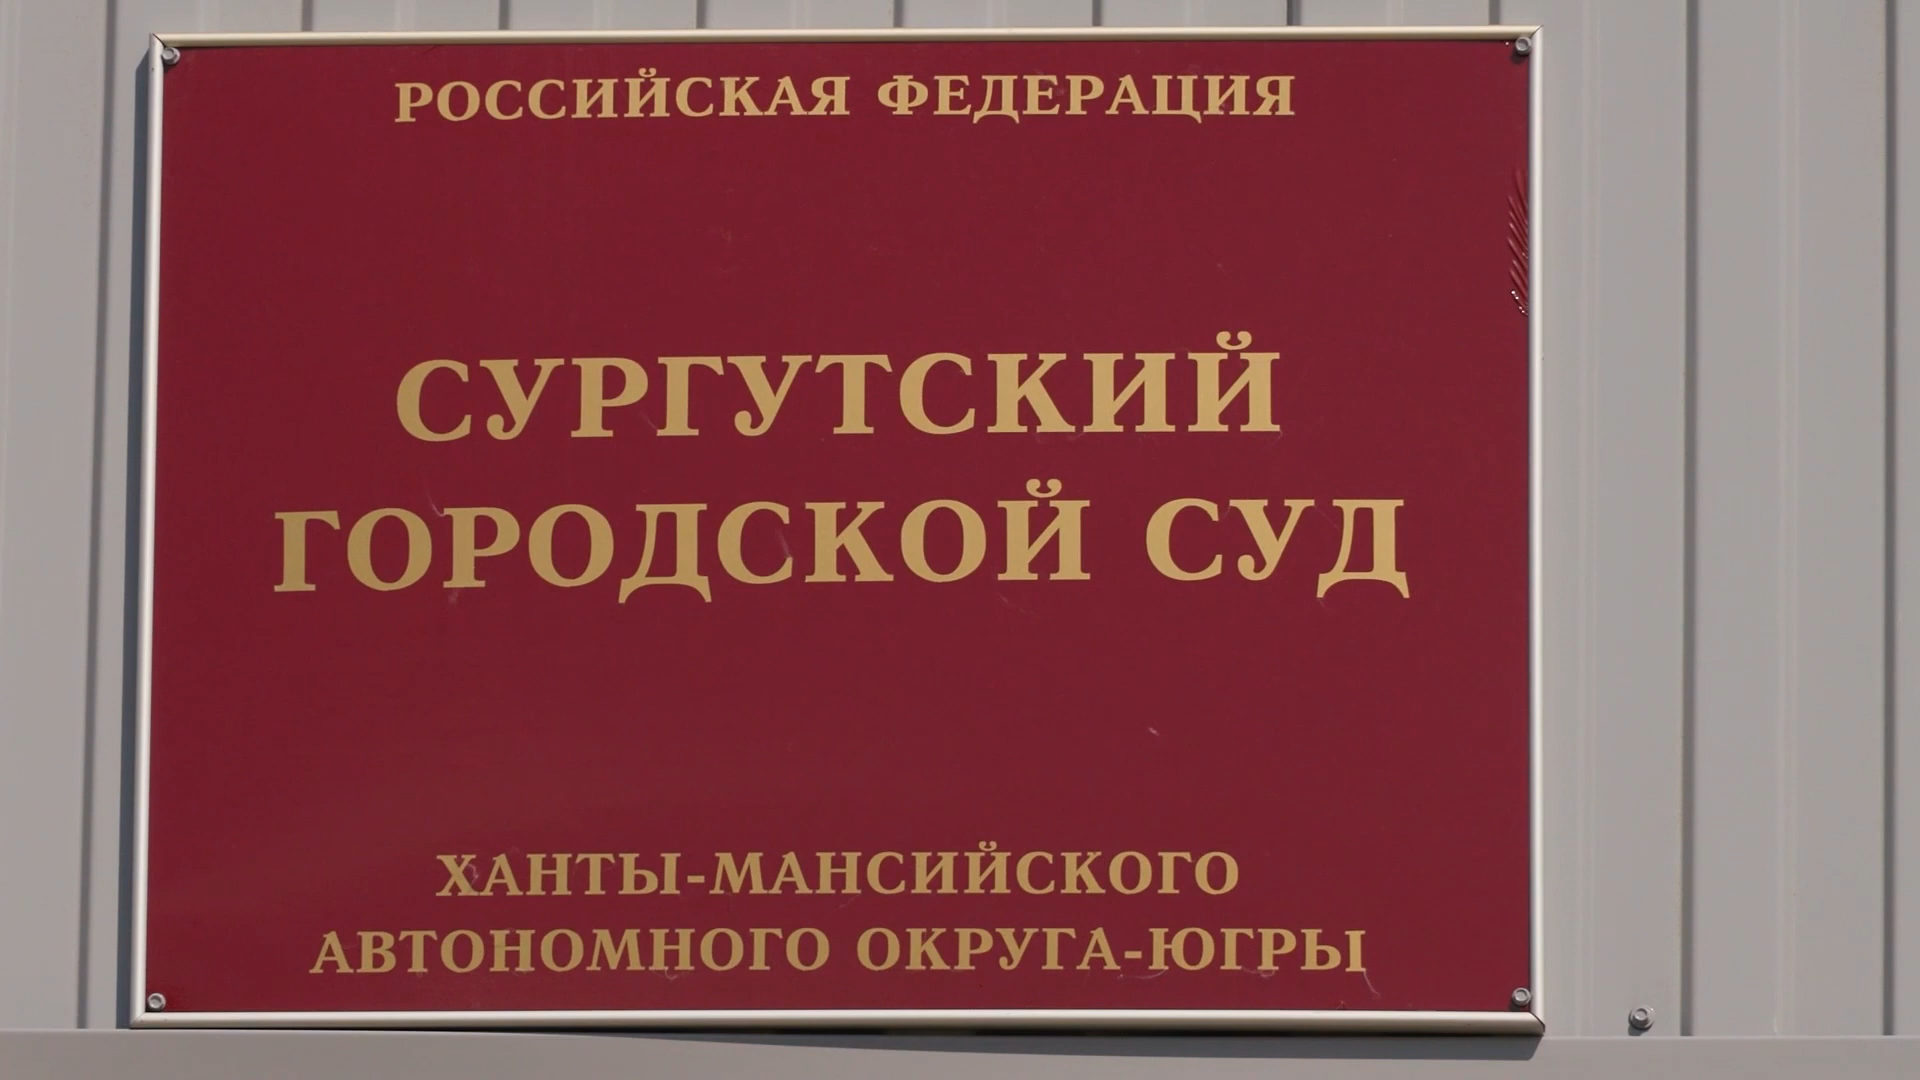 РОССИЙСКАЯ ФЕДЕРАЦИЯ
СУРГУТСКИЙ
ГОРОДСКОЙ СУД
ХАНТЫ-МАНСИЙСКОГО
АВТОНОМНОГО ОКРУГА-ЮГРЫ